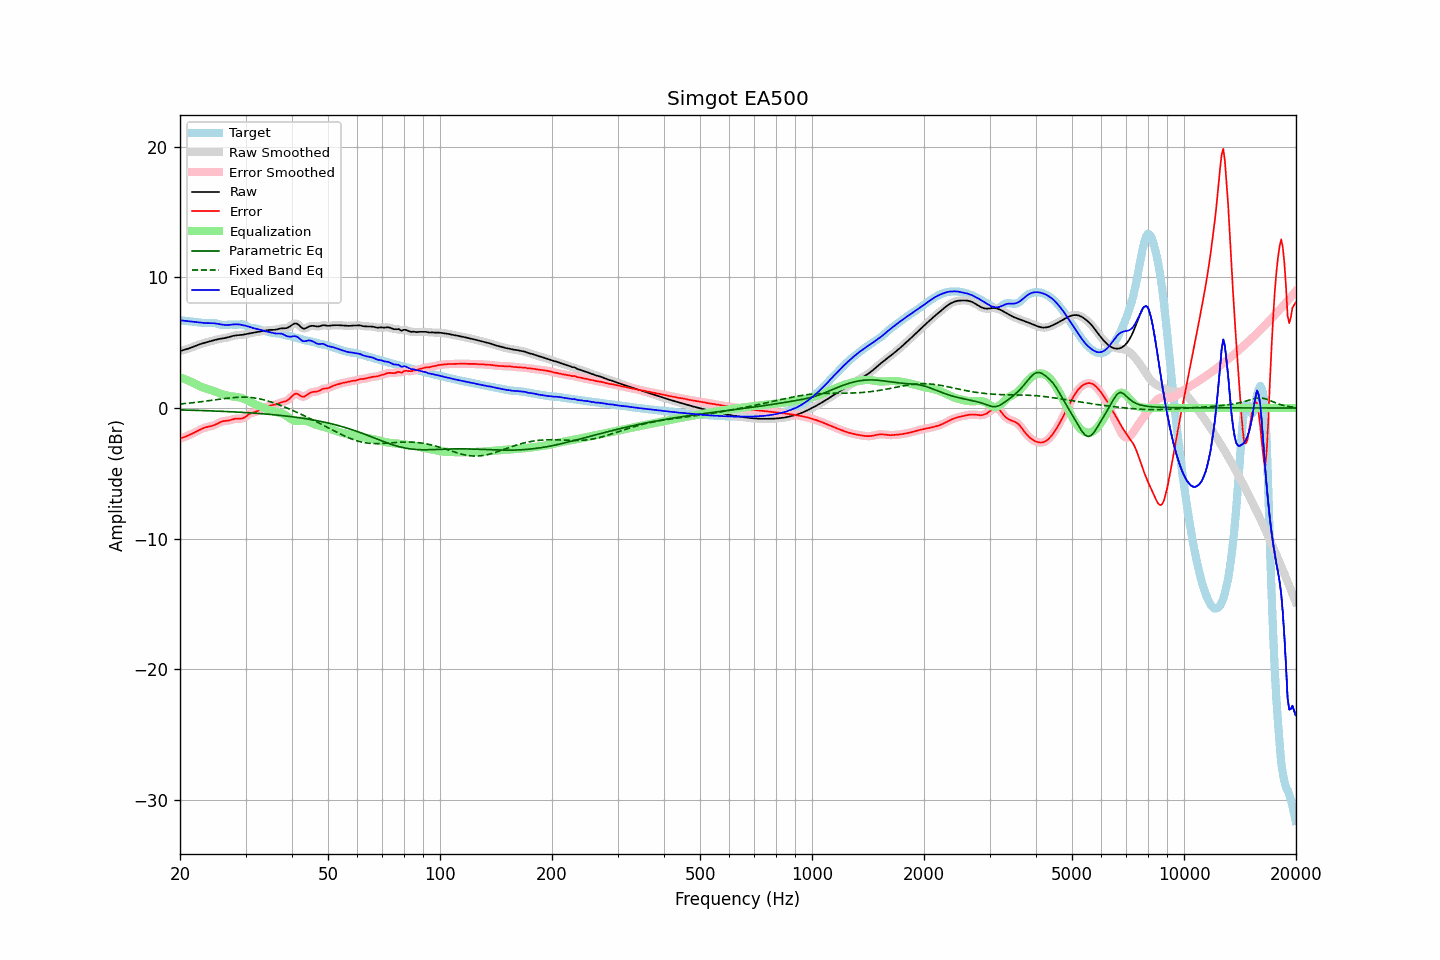 Simgot EA500
Target
Raw Smoothed
Error Smoothed
Raw
Error
Equalization
Parametric Eq
Fixed Band Eq
Equalized
20
10
0
−10
−20
−30
Amplitude (dBr)
20 50 100 200 500 1000 2000 5000 10000 20000
Frequency (Hz)